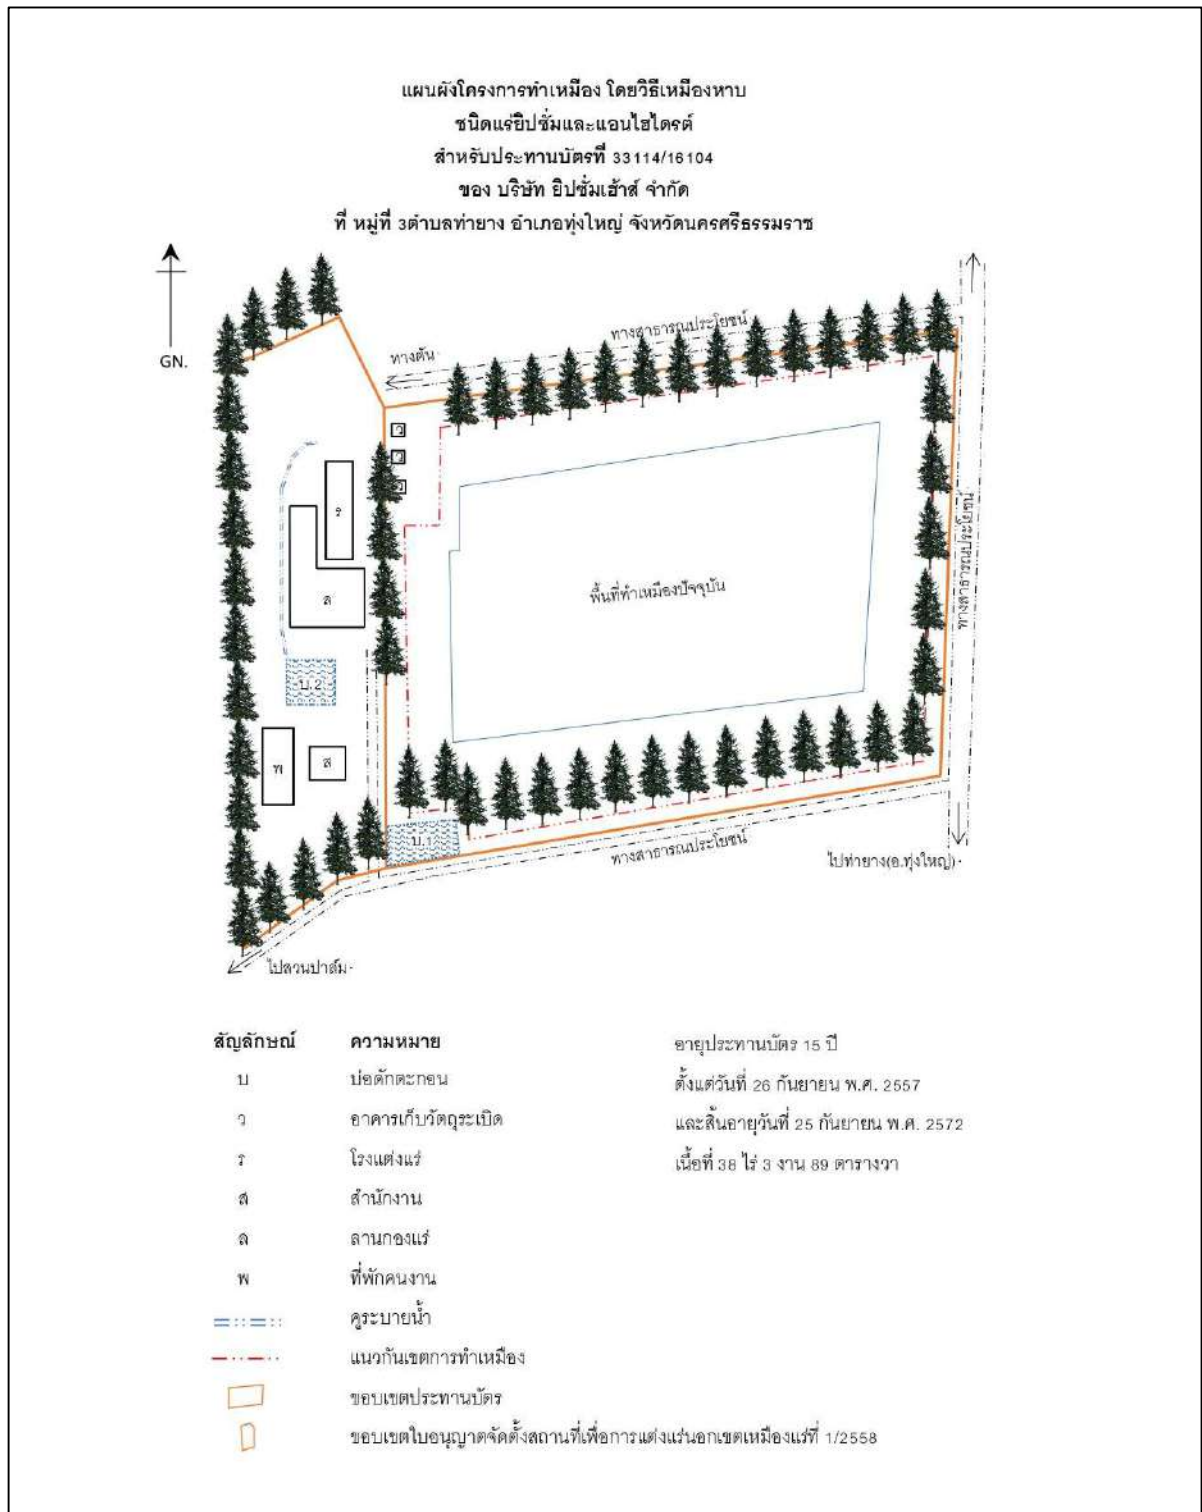 แผนผังโครงการทำเหมือง โดยวิธีเหมืองหาบ
ชนิดแร่ยิปซั่มและแอนไฮไดรต์
สำหรับประทานบัตรที่ 33114/16104
ของ บริษัท ยิปซั่มเฮ้าส์ จำกัด
ที่ หมู่ที่ 3ตำบลท่ายาง อำเภอทุ่งใหญ่ จังหวัดนครศรีธรรมราช
GN.
ทางสาธารณประโยชน์
ทางตัน
ว
ว
ว
ร
ทางสาธารณประโยชน์
พื้นที่ทำเหมืองปัจจุบัน
ล
บ.2
พ
ส
บ.1
ทางสาธารณประโยชน์
ไปท่ายาง(อ.ทุ่งใหญ่)
ไปสวนปาล์ม
สัญลักษณ์ ความหมาย
บ บ่อดักตะกอน
ว อาคารเก็บวัตถุระเบิด
ร โรงแต่งแร่
ส สำนักงาน
ล ลานกองแร่
พ ที่พักคนงาน
คูระบายน้ำ
แนวกันเขตการทำเหมือง
ขอบเขตประทานบัตร
ขอบเขตใบอนุญาตจัดตั้งสถานที่เพื่อการแต่งแร่นอกเขตเหมืองแร่ที่ 1/2558
อายุประทานบัตร 15 ปี
ตั้งแต่วันที่ 26 กันยายน พ.ศ. 2557
และสิ้นอายุวันที่ 25 กันยายน พ.ศ. 2572
เนื้อที่ 38 ไร่ 3 งาน 89 ตารางวา